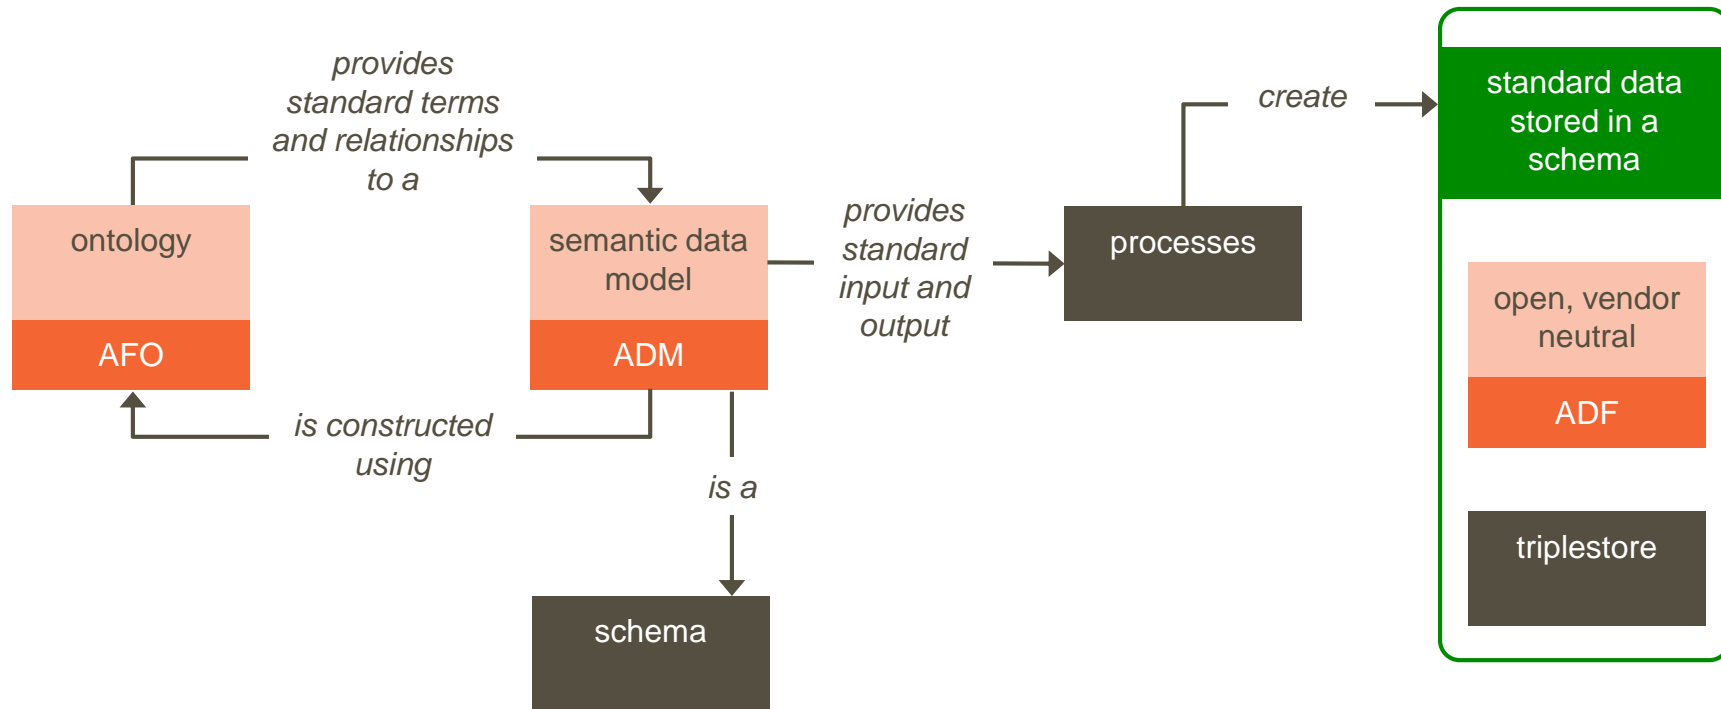 provides
standard terms
and relationships
to a
ontology
AFO
semantic data
model
ADM
is constructed
using
is a
schema
provides
standard
input and
output
processes
create
standard data
stored in a
schema
open, vendor
neutral
ADF
triplestore